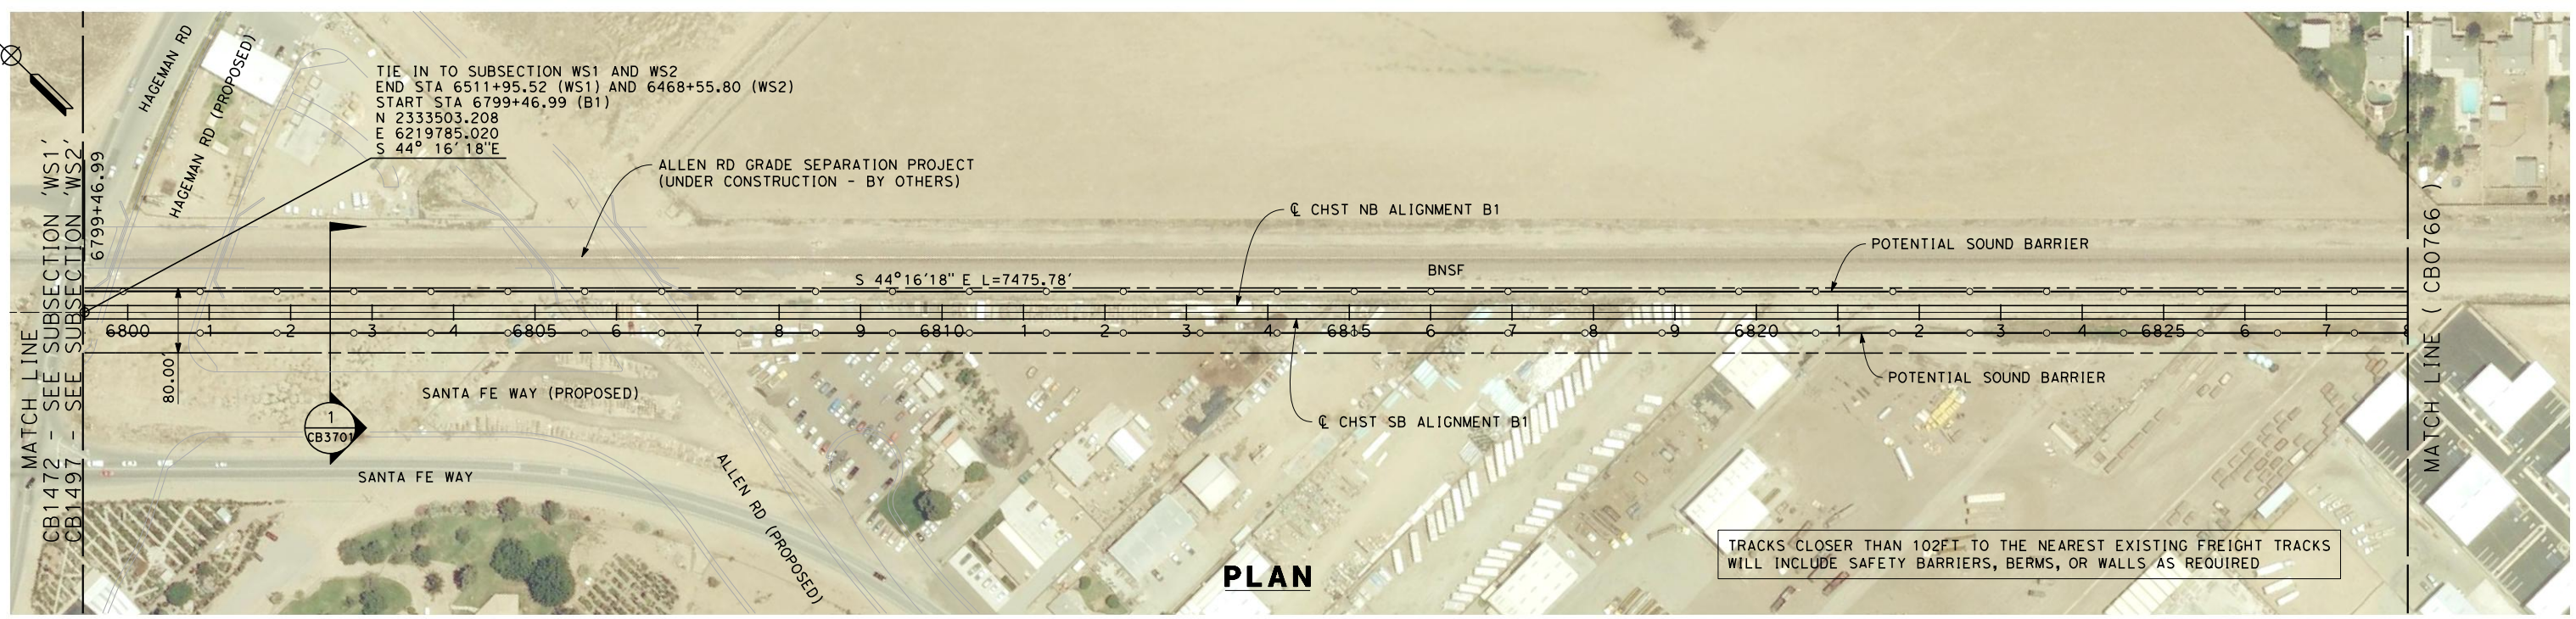 HAGEMAN RD
HAGEMAN RD (PROPOSED)
TIE IN TO SUBSECTION WS1 AND WS2
END STA 6511+95.52 (WS1) AND 6468+55.80 (WS2)
START STA 6799+46.99 (B1)
N 2333503.208
E 6219785.020
S 44° 16' 18"E
MATCH LINE
CB1472 - SEE SUBSECTION 'WS1'
CB1497 - SEE SUBSECTION 'WS2'
6799+46.99
ALLEN RD GRADE SEPARATION PROJECT
(UNDER CONSTRUCTION - BY OTHERS)
℄ CHST NB ALIGNMENT B1
POTENTIAL SOUND BARRIER
BNSF
S 44°16'18" E L=7475.78'
6800 1 2 3 4 6805 6 7 8 9 6810 1 2 3 4 6815 6 7 8 9 6820 1 2 3 4 6825 6 7 8
80.00'
SANTA FE WAY (PROPOSED)
POTENTIAL SOUND BARRIER
℄ CHST SB ALIGNMENT B1
1
CB3701
SANTA FE WAY
ALLEN RD (PROPOSED)
MATCH LINE ( CB0766 )
TRACKS CLOSER THAN 102FT TO THE NEAREST EXISTING FREIGHT TRACKS
WILL INCLUDE SAFETY BARRIERS, BERMS, OR WALLS AS REQUIRED
PLAN